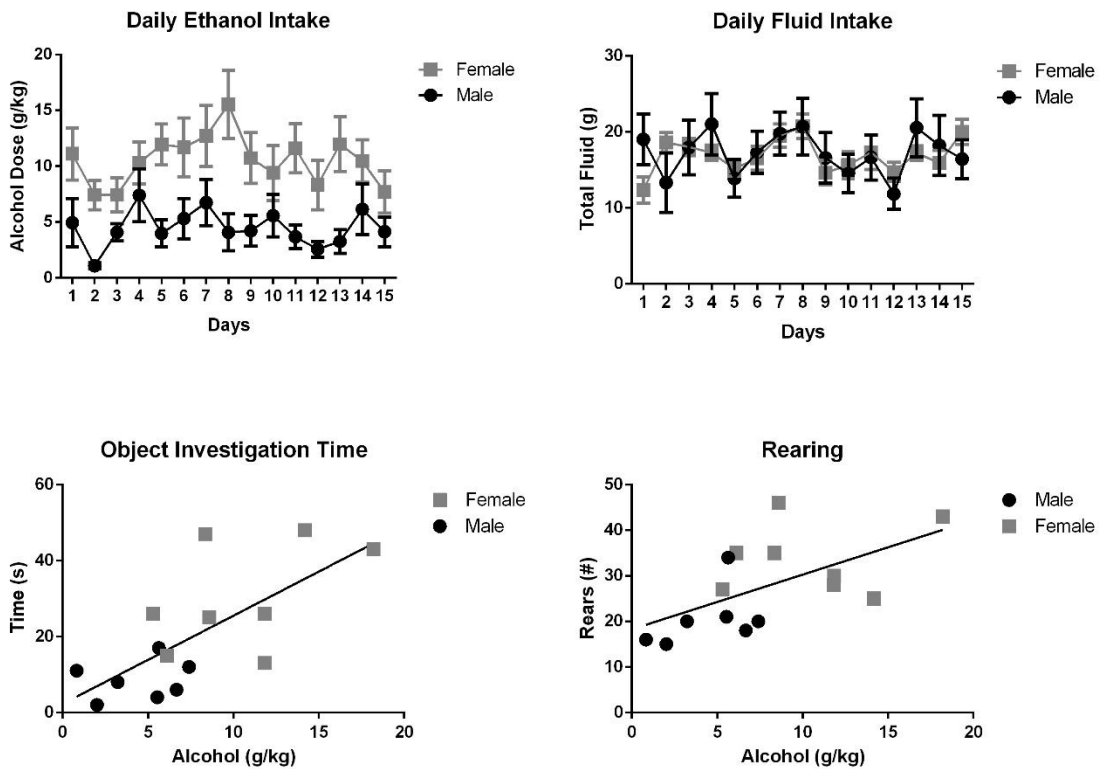 Daily Ethanol Intake
20
15
10
5
0
Alcohol Dose (g/kg)
1 2 3 4 5 6 7 8 9 10 11 12 13 14 15
Days
Female
Male
Daily Fluid Intake
30
20
10
0
Total Fluid (g)
1 2 3 4 5 6 7 8 9 10 11 12 13 14 15
Days
Female
Male
Object Investigation Time
60
40
20
0
Time (s)
0 5 10 15 20
Alcohol (g/kg)
Female
Male
Rearing
50
40
30
20
10
0
Rears (#)
0 5 10 15 20
Alcohol (g/kg)
Male
Female